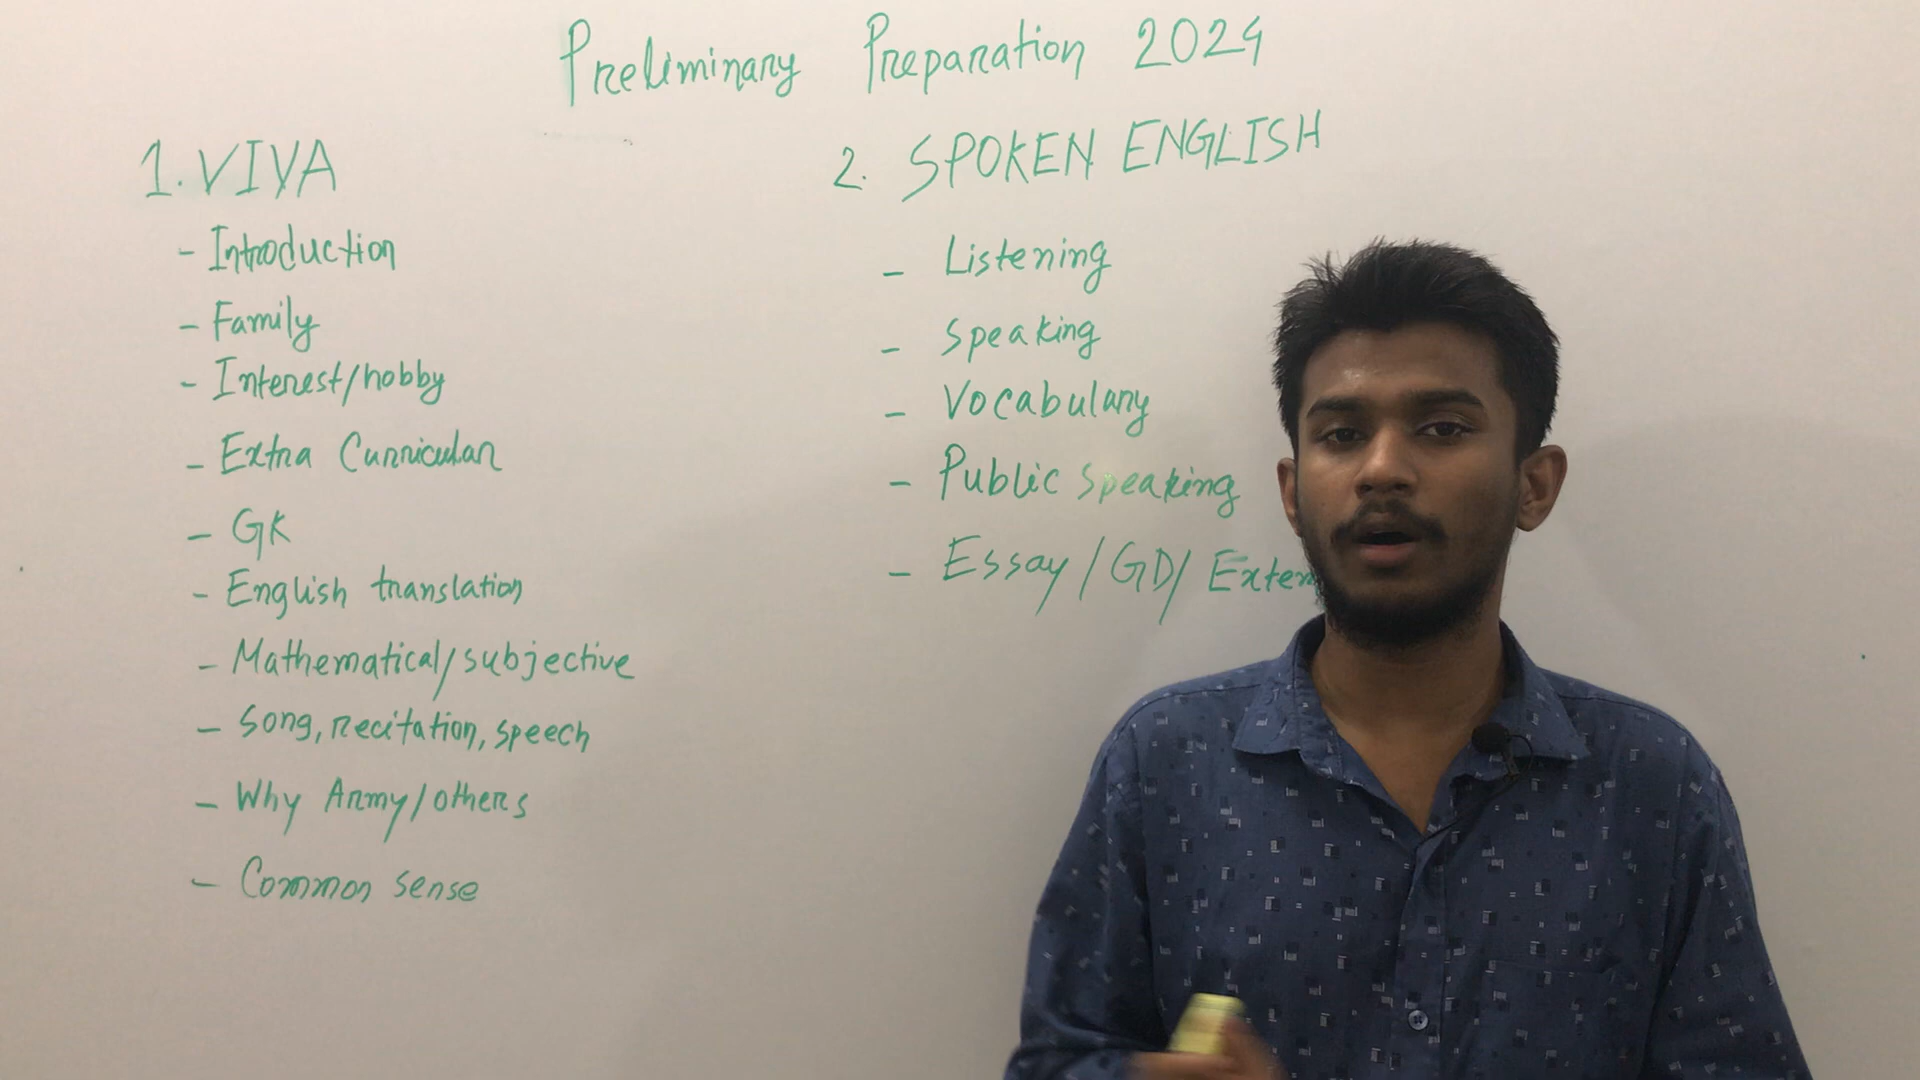 Preliminary Preparation 2024
1. VIVA
- Introduction
- Family
- Interest/hobby
- Extra Curricular
- GK
- English translation
- Mathematical/subjective
- Song, recitation, speech
- Why Army/others
- Common sense
2. SPOKEN ENGLISH
- Listening
- Speaking
- Vocabulary
- Public Speaking
- Essay/GD/